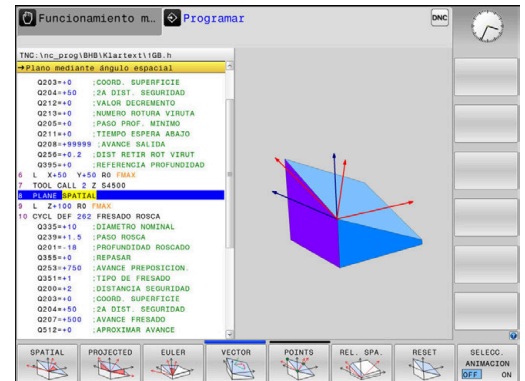 Funcionamiento m…
Programar
DNC
TNC:\nc_prog\BHB\Klartext\1GB.h
→Plano mediante ángulo espacial
Q203=+0 ;COORD. SUPERFICIE
Q204=+50 ;2A DIST. SEGURIDAD
Q212=+0 ;VALOR DECREMENTO
Q213=+0 ;NUMERO ROTURA VIRUTA
Q205=+0 ;PASO PROF. MINIMO
Q211=+0 ;TIEMPO ESPERA ABAJO
Q208=+99999 ;AVANCE SALIDA
Q256=+0.2 ;DIST RETIR ROT VIRUT
Q395=+0 ;REFERENCIA PROFUNDIDAD
6 L X+50 Y+50 R0 FMAX
7 TOOL CALL 2 Z S4500
8 PLANE SPATIAL
9 L Z+100 R0 FMAX
10 CYCL DEF 262 FRESADO ROSCA
Q335=+10 ;DIAMETRO NOMINAL
Q239=+1.5 ;PASO ROSCA
Q201=-18 ;PROFUNDIDAD ROSCADO
Q355=+0 ;REPASAR
Q253=+750 ;AVANCE PREPOSICION.
Q351=+1 ;TIPO DE FRESADO
Q200=+2 ;DISTANCIA SEGURIDAD
Q203=+0 ;COORD. SUPERFICIE
Q204=+50 ;2A DIST. SEGURIDAD
Q207=+500 ;AVANCE FRESADO
Q512=+0 ;APROXIMAR AVANCE
SPATIAL PROJECTED EULER VECTOR POINTS REL. SPA. RESET SELECC.
ANIMACION
OFF ON